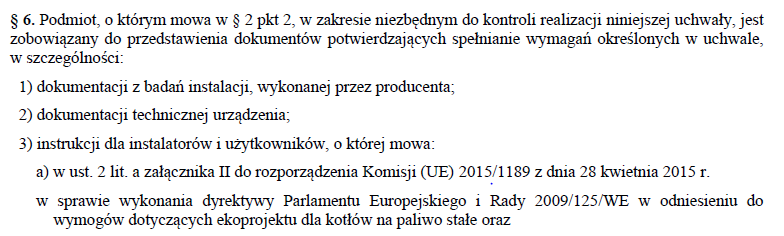 § 6. Podmiot, o którym mowa w § 2 pkt 2, w zakresie niezbędnym do kontroli realizacji niniejszej uchwały, jest
zobowiązany do przedstawienia dokumentów potwierdzających spełnianie wymagań określonych w uchwale,
w szczególności:
1) dokumentacji z badań instalacji, wykonanej przez producenta;
2) dokumentacji technicznej urządzenia;
3) instrukcji dla instalatorów i użytkowników, o której mowa:
a) w ust. 2 lit. a załącznika II do rozporządzenia Komisji (UE) 2015/1189 z dnia 28 kwietnia 2015 r.
w sprawie wykonania dyrektywy Parlamentu Europejskiego i Rady 2009/125/WE w odniesieniu do
wymogów dotyczących ekoprojektu dla kotłów na paliwo stałe oraz